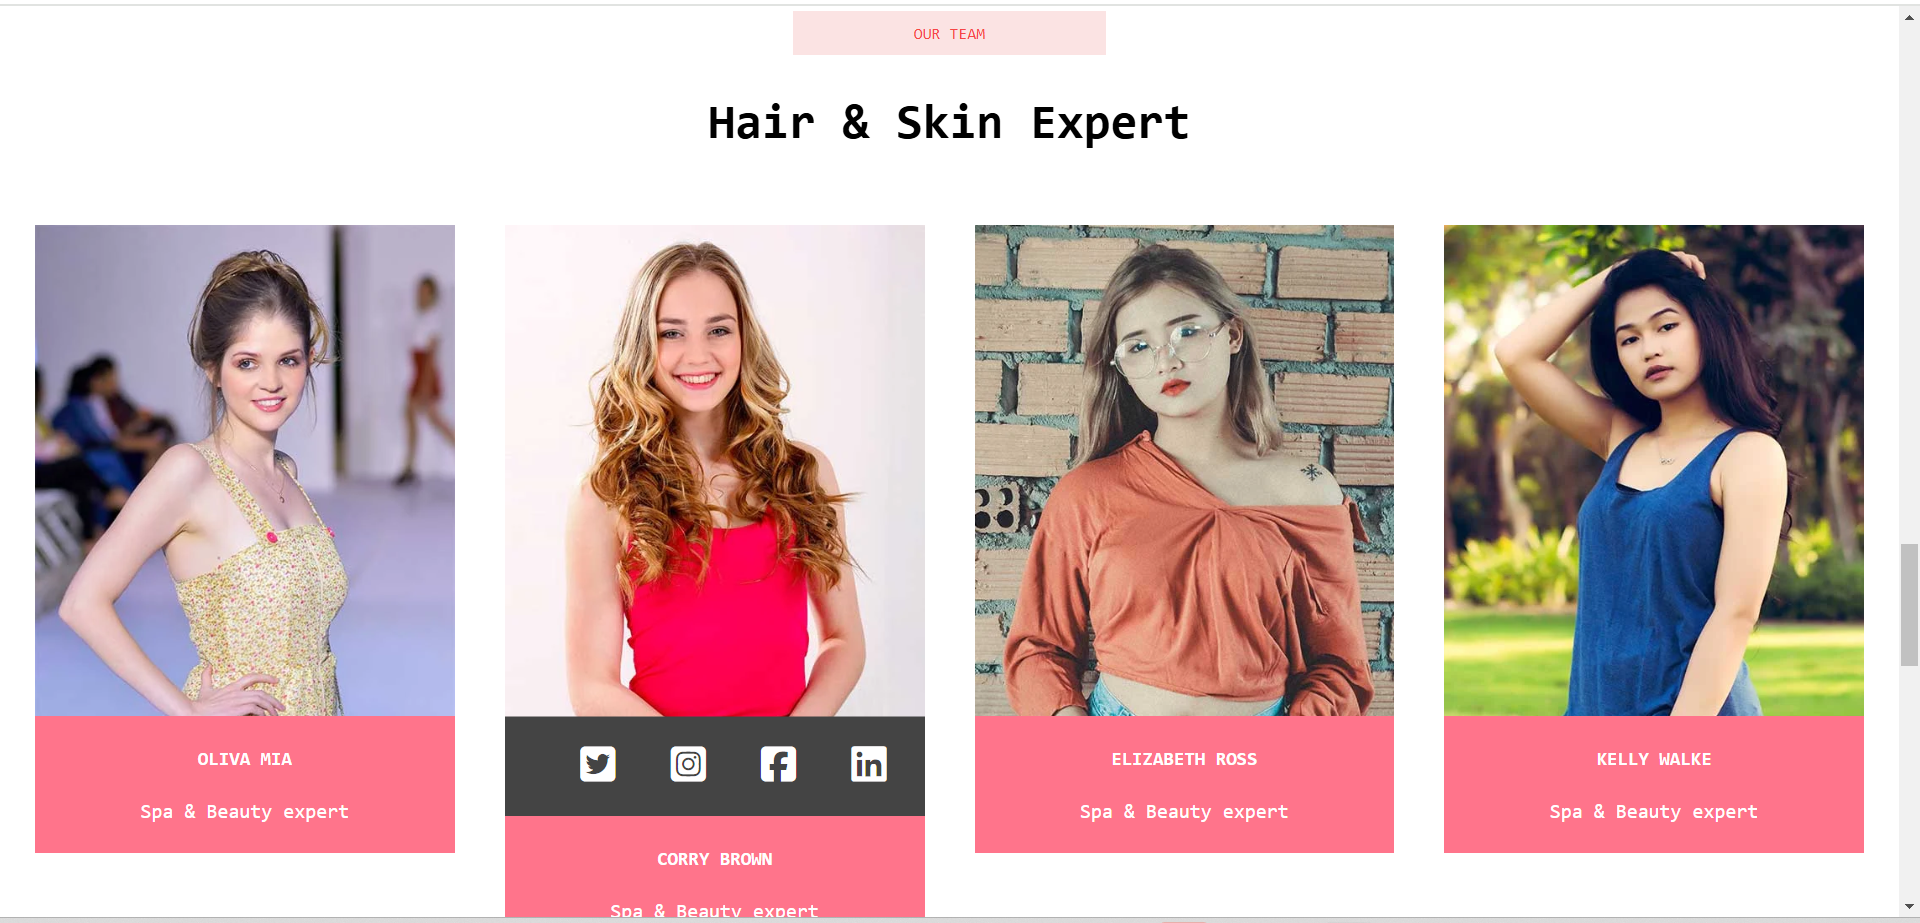 OUR TEAM
Hair & Skin Expert
OLIVA MIA
Spa & Beauty expert
CORRY BROWN
Spa & Beauty expert
ELIZABETH ROSS
Spa & Beauty expert
KELLY WALKE
Spa & Beauty expert